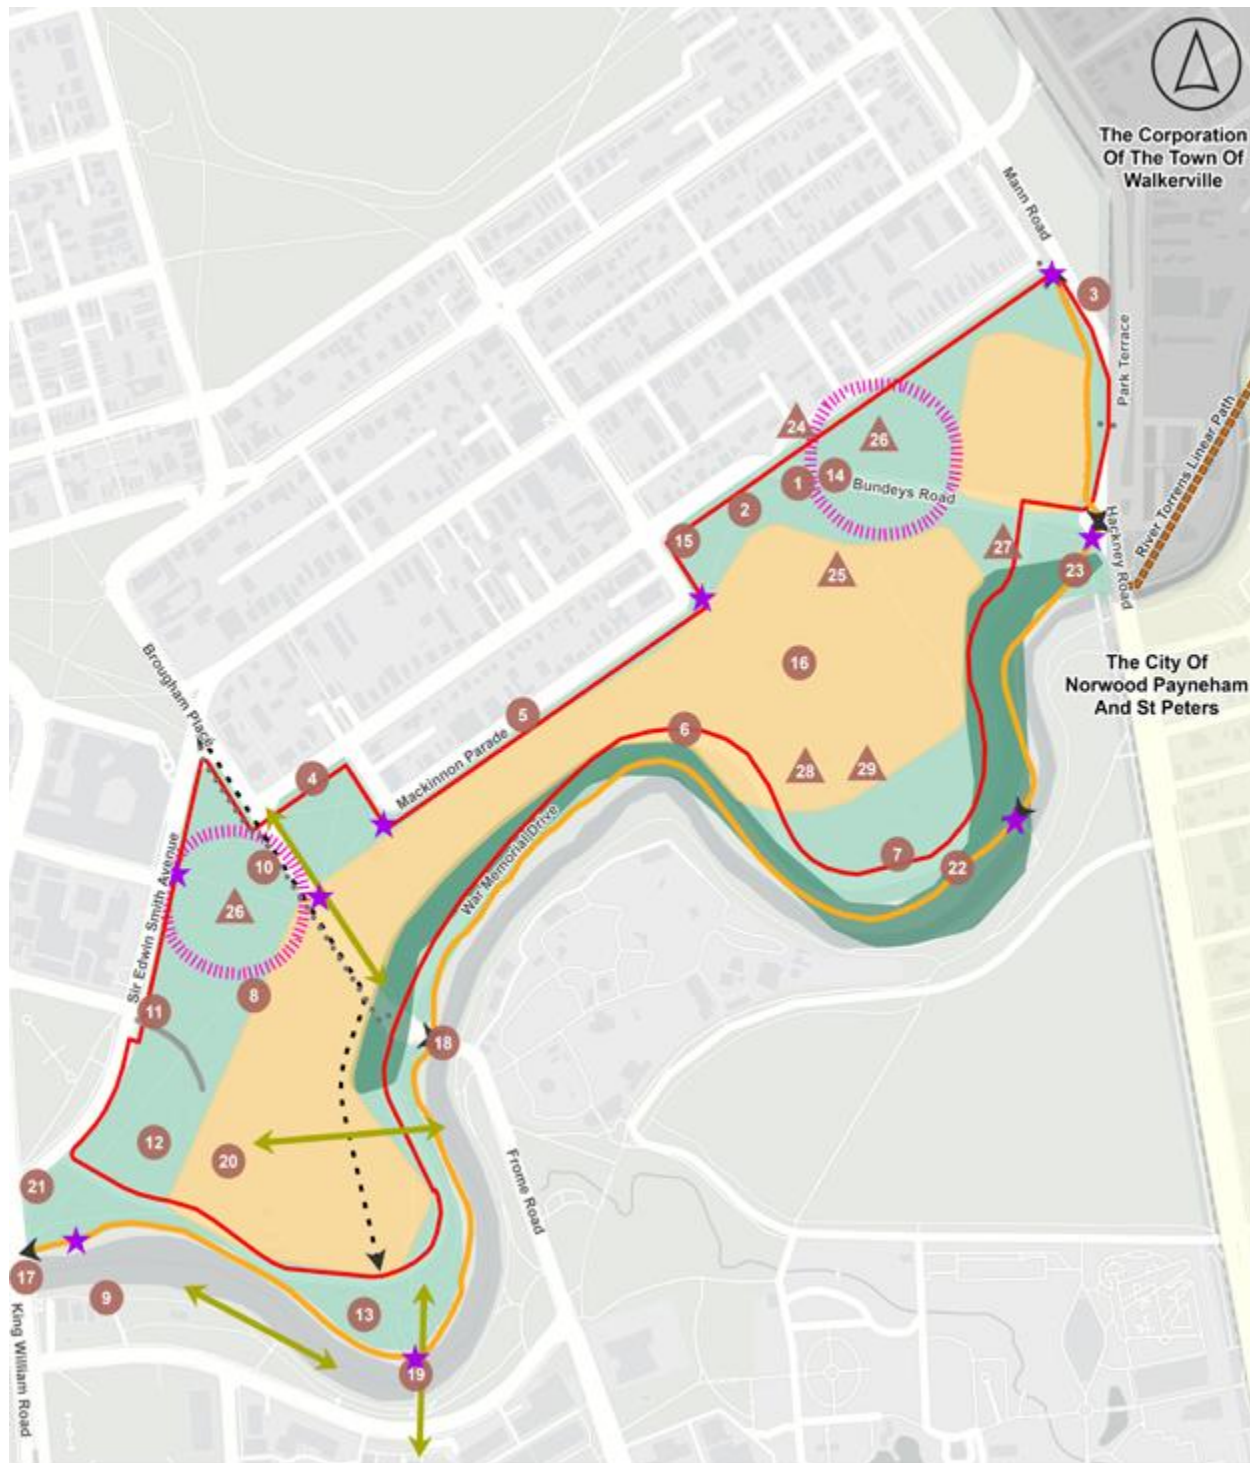 The Corporation
Of The Town Of
Walkerville
Mann Road
3
Park Terrace
24
26
1
14
Bundeys Road
2
15
27
25
Hackney Road
River Torrens Linear Path
23
16
The City Of
Norwood Payneham
And St Peters
Brougham Place
5
6
4
Mackinnon Parade
28
29
War Memorial Drive
7
22
10
Sir Edwin Smith Avenue
26
8
11
18
12
20
Frome Road
21
17
9
13
King William Road
19